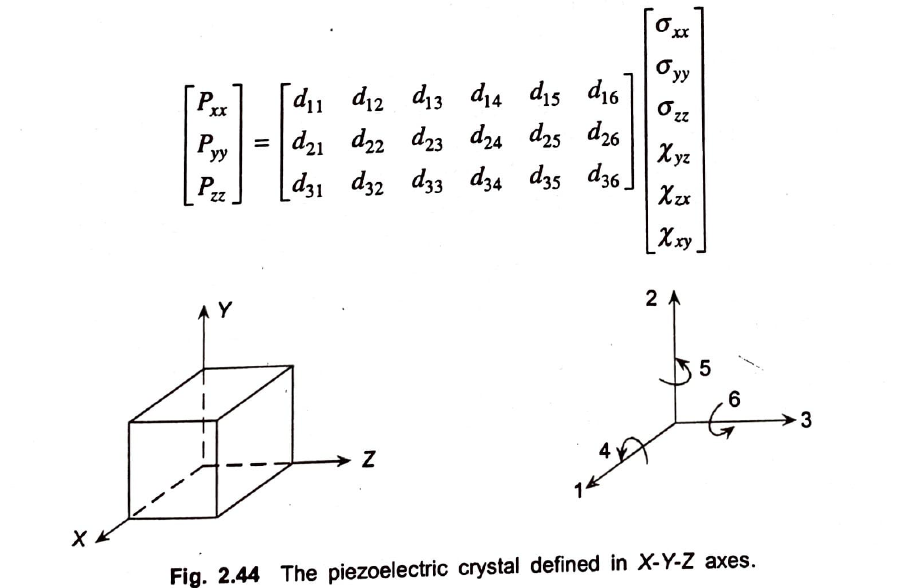 [P_xx P_yy P_zz] = [d_11 d_12 d_13 d_14 d_15 d_16
d_21 d_22 d_23 d_24 d_25 d_26
d_31 d_32 d_33 d_34 d_35 d_36] [σ_xx σ_yy σ_zz χ_yz χ_zx χ_xy]
Y
Z
X
2
5
6
3
4
1
Fig. 2.44 The piezoelectric crystal defined in X-Y-Z axes.